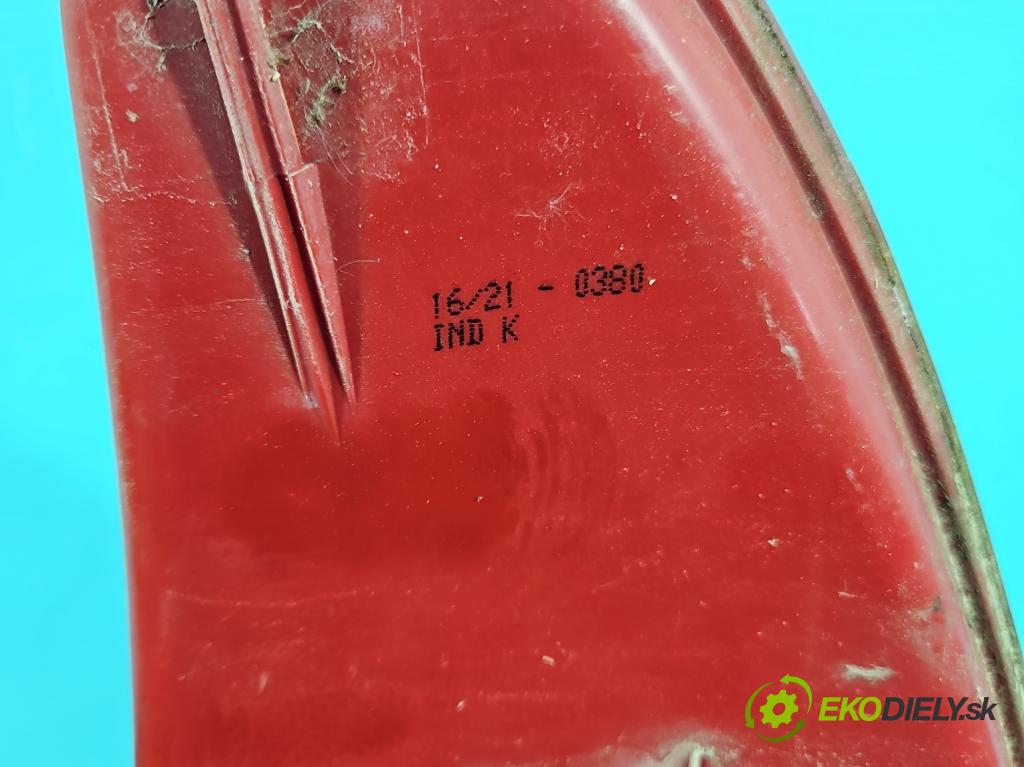 16/21 - 0380
IND K
EKODIELY.sk